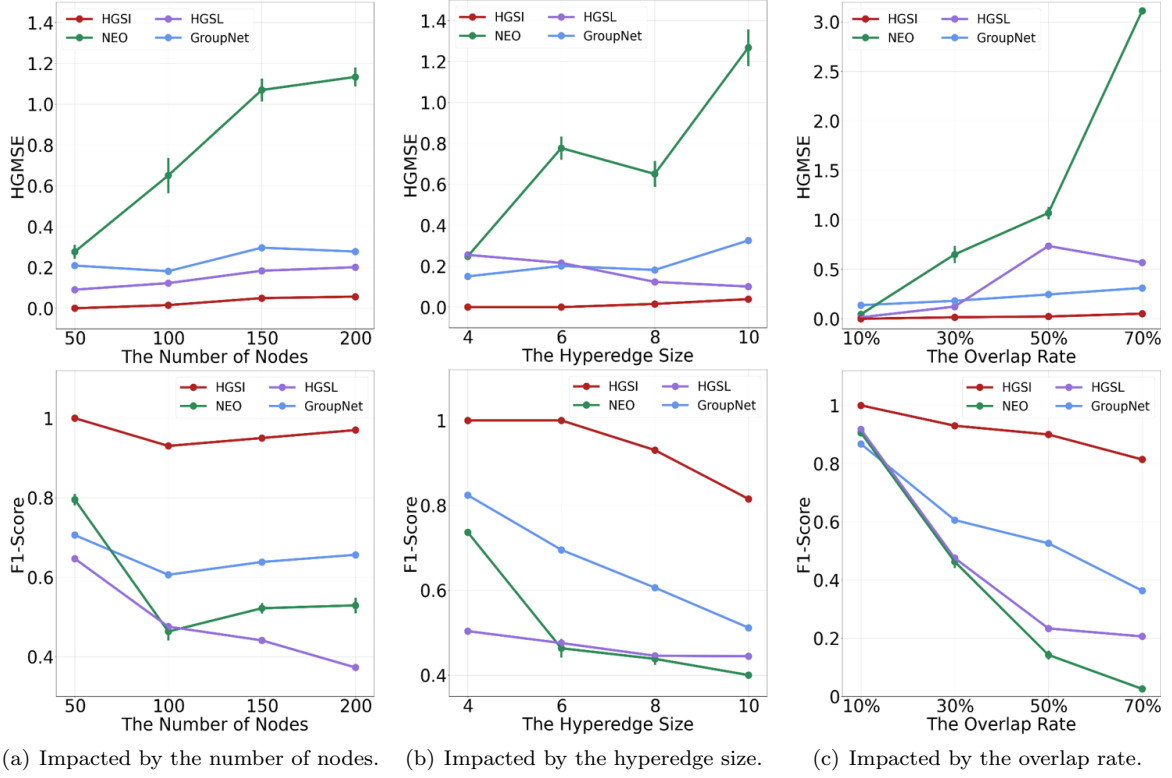 HGSI HGSL
NEO GroupNet
HGMSE
1.4
1.2
1.0
0.8
0.6
0.4
0.2
0.0
50 100 150 200
The Number of Nodes
HGSI HGSL
NEO GroupNet
HGMSE
1.4
1.2
1.0
0.8
0.6
0.4
0.2
0.0
4 6 8 10
The Hyperedge Size
HGSI HGSL
NEO GroupNet
HGMSE
3.0
2.5
2.0
1.5
1.0
0.5
0.0
10% 30% 50% 70%
The Overlap Rate
HGSI HGSL
NEO GroupNet
F1-Score
1
0.8
0.6
0.4
50 100 150 200
The Number of Nodes
HGSI HGSL
NEO GroupNet
F1-Score
1
0.8
0.6
0.4
4 6 8 10
The Hyperedge Size
HGSI HGSL
NEO GroupNet
F1-Score
1
0.8
0.6
0.4
0.2
0
10% 30% 50% 70%
The Overlap Rate
(a) Impacted by the number of nodes.
(b) Impacted by the hyperedge size.
(c) Impacted by the overlap rate.